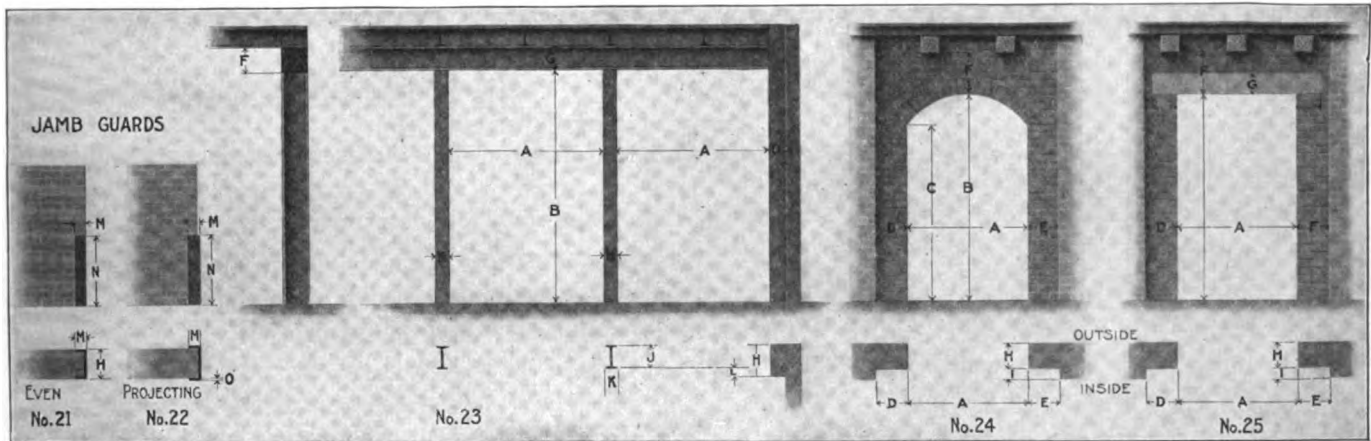 JAMB GUARDS
M
N
M
H
EVEN
No.21
M
N
M
O
PROJECTING
No.22
F
G
A
A
B
J
H
L
K
No.23
F
C
B
D
A
E
OUTSIDE
H
I
INSIDE
D
A
E
No.24
F
G
B
D
A
H
I
D
A
E
No.25